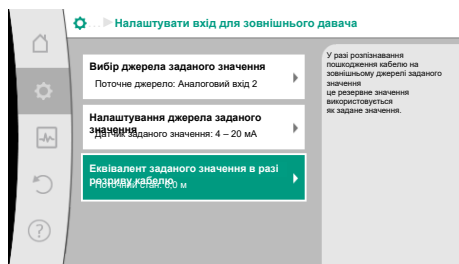 Налаштувати вхід для зовнішнього давача
Вибір джерела заданого значення
Поточне джерело: Аналоговий вхід 2
Налаштування джерела заданого
значення
Датчик заданого значення: 4 – 20 мА
Еквівалент заданого значення в разі
розриву кабелю
Поточний стан: 6,0 м
У разі розпізнавання
пошкодження кабелю на
зовнішньому джерелі заданого
значення
це резервне значення
використовується
як задане значення.